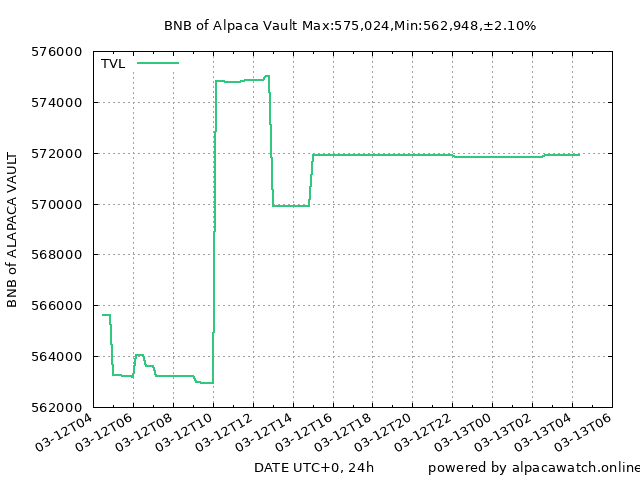 BNB of Alpaca Vault Max:575,024,Min:562,948,±2.10%
TVL
BNB of ALAPACA VAULT
576000
574000
572000
570000
568000
566000
564000
562000
03-12T04
03-12T06
03-12T08
03-12T10
03-12T12
03-12T14
03-12T16
03-12T18
03-12T20
03-12T22
03-13T00
03-13T02
03-13T04
03-13T06
DATE UTC+0, 24h
powered by alpacawatch.online